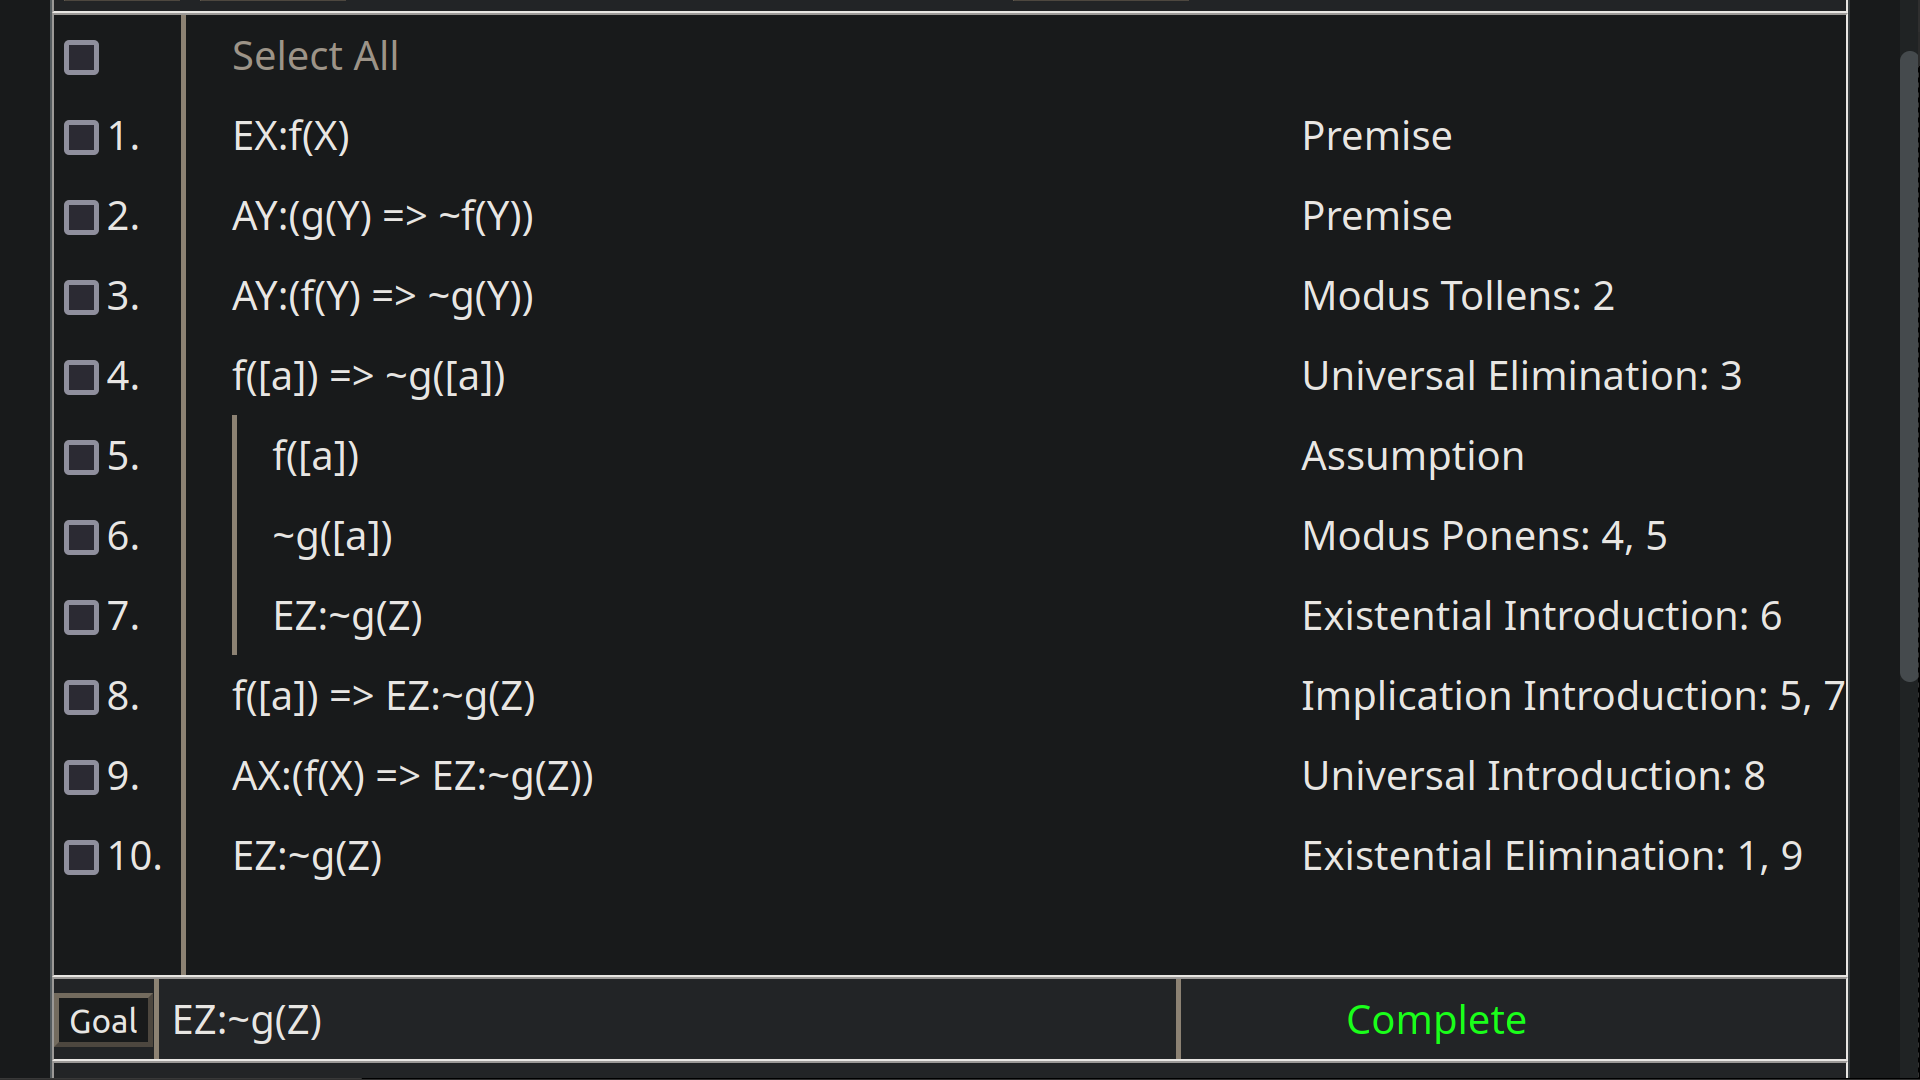 Select All
1. EX:f(X) Premise
2. AY:(g(Y) => ~f(Y)) Premise
3. AY:(f(Y) => ~g(Y)) Modus Tollens: 2
4. f([a]) => ~g([a]) Universal Elimination: 3
5. f([a]) Assumption
6. ~g([a]) Modus Ponens: 4, 5
7. EZ:~g(Z) Existential Introduction: 6
8. f([a]) => EZ:~g(Z) Implication Introduction: 5, 7
9. AX:(f(X) => EZ:~g(Z)) Universal Introduction: 8
10. EZ:~g(Z) Existential Elimination: 1, 9
Goal EZ:~g(Z) Complete